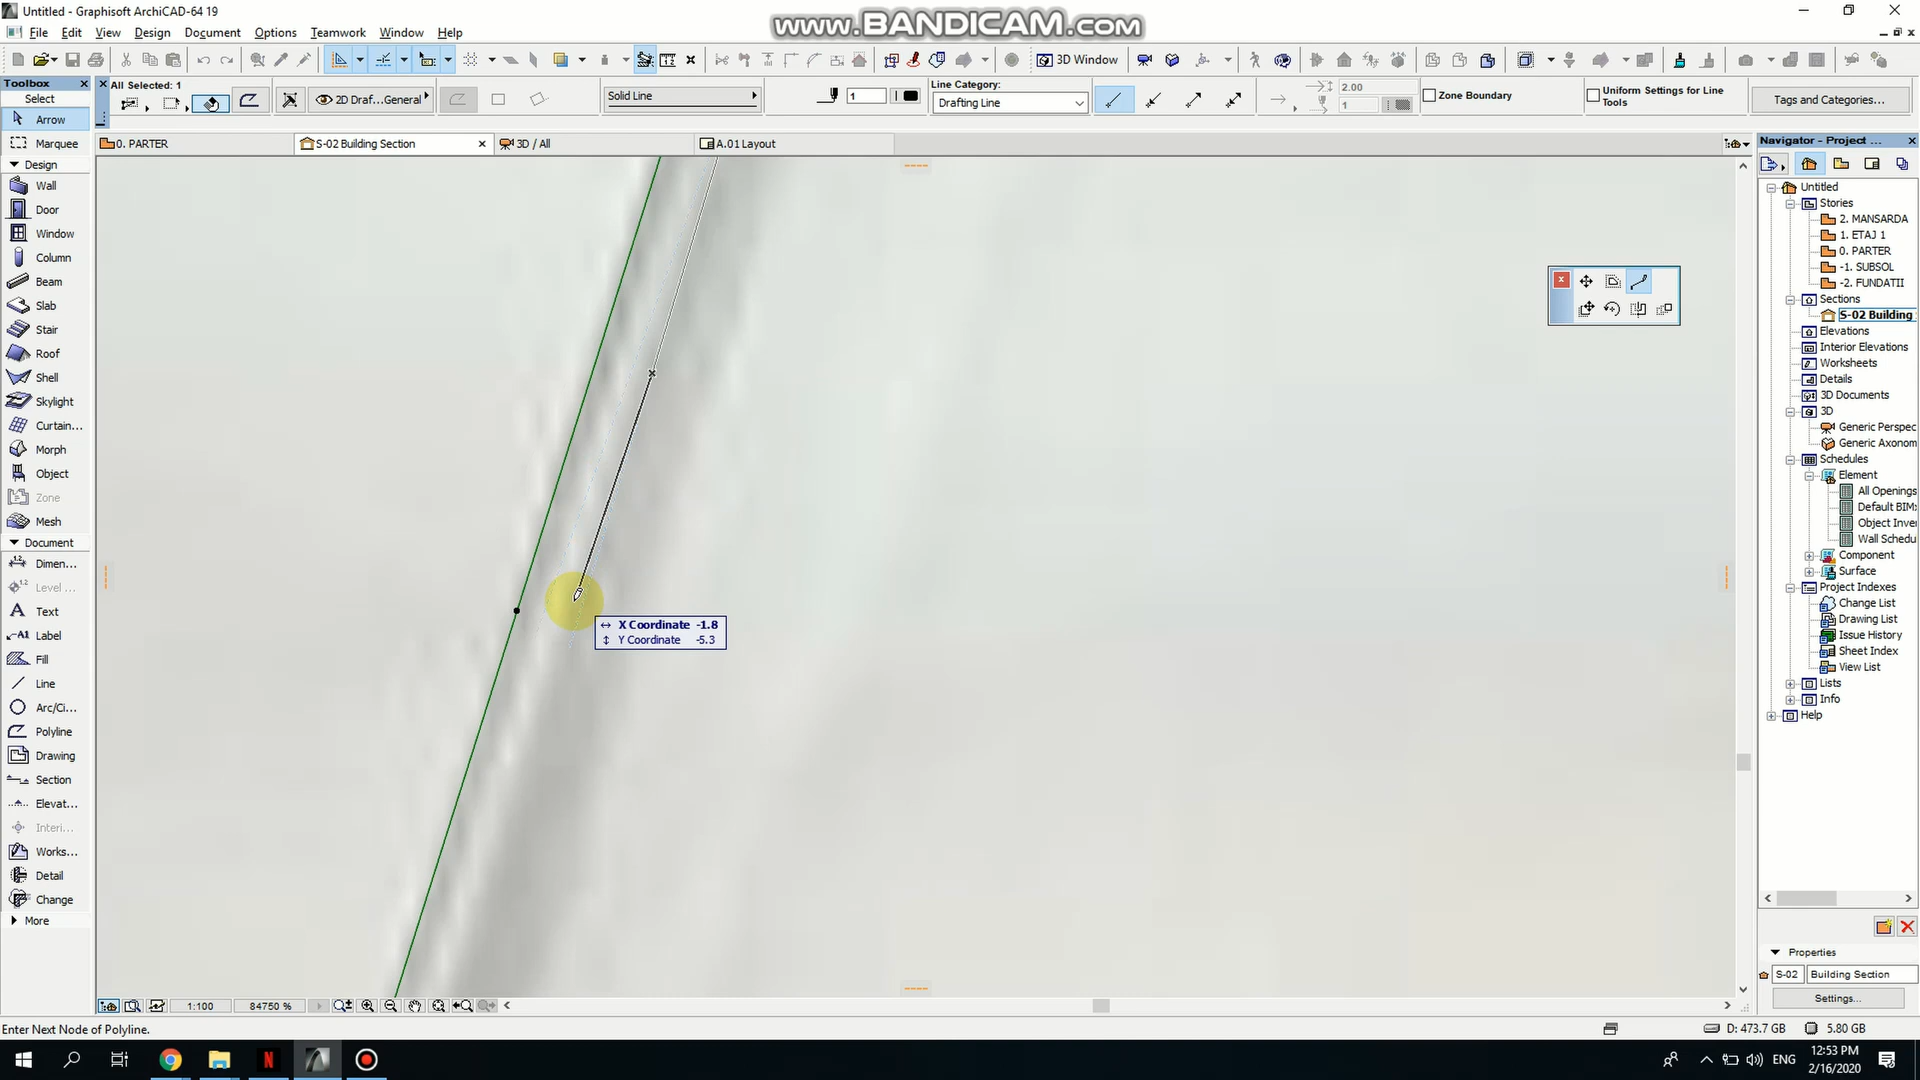 Untitled - Graphisoft ArchiCAD-64 19
www.BANDICAM.com
File Edit View Design Document Options Teamwork Window Help
3D Window
Toolbox
Select
Arrow
Marquee
Design
Wall
Door
Window
Column
Beam
Slab
Stair
Roof
Shell
Skylight
Curtain...
Morph
Object
Zone
Mesh
Document
Dimen...
Level ...
Text
Label
Fill
Line
Arc/Ci...
Polyline
Drawing
Section
Elevat...
Interi...
Works...
Detail
Change
More
All Selected: 1
2D Draf...General
Solid Line
1
Line Category:
Drafting Line
2.00
1
Zone Boundary
Uniform Settings for Line Tools
Tags and Categories...
0. PARTER
S-02 Building Section
3D / All
A.01 Layout
X Coordinate -1.8
Y Coordinate -5.3
Navigator - Project ...
Untitled
Stories
2. MANSARDA
1. ETAJ 1
0. PARTER
-1. SUBSOL
-2. FUNDATII
Sections
S-02 Building
Elevations
Interior Elevations
Worksheets
Details
3D Documents
3D
Generic Perspec
Generic Axonom
Schedules
Element
All Openings
Default BIMx
Object Inver
Wall Schedu
Component
Surface
Project Indexes
Change List
Drawing List
Issue History
Sheet Index
View List
Lists
Info
Help
Properties
S-02 Building Section
Settings...
1:100
84750 %
Enter Next Node of Polyline.
D: 473.7 GB
5.80 GB
ENG
12:53 PM
2/16/2020